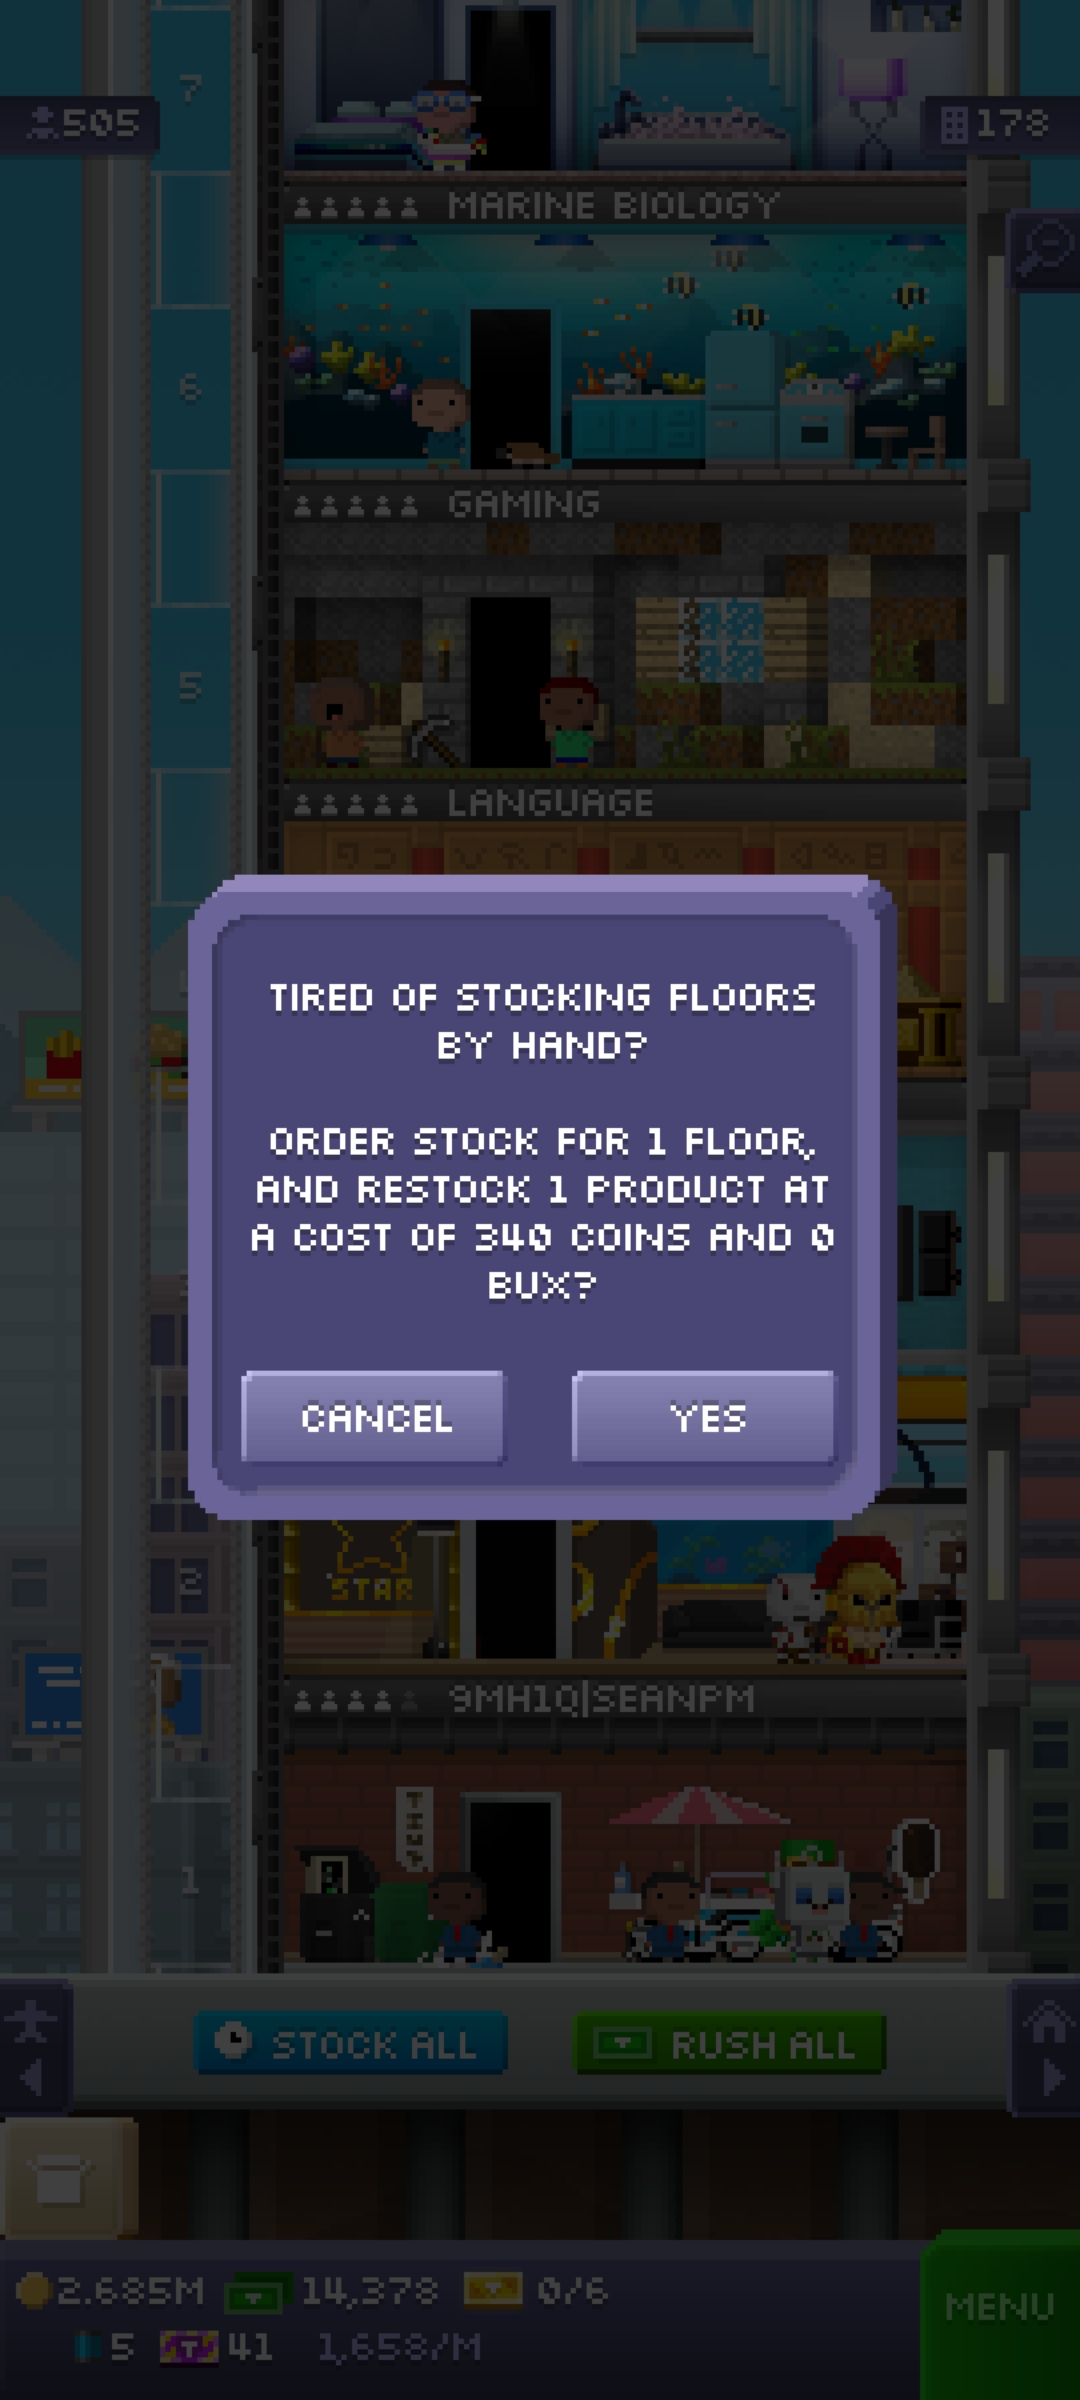 7
505
178
MARINE BIOLOGY
6
GAMING
5
LANGUAGE
TIRED OF STOCKING FLOORS
BY HAND?
ORDER STOCK FOR 1 FLOOR,
AND RESTOCK 1 PRODUCT AT
A COST OF 340 COINS AND 0
BUX?
CANCEL
YES
STAR
2
9MH1Q|SEANPM
1
STOCK ALL
RUSH ALL
2.685M
14,378
0/6
MENU
5
41
1,658/M